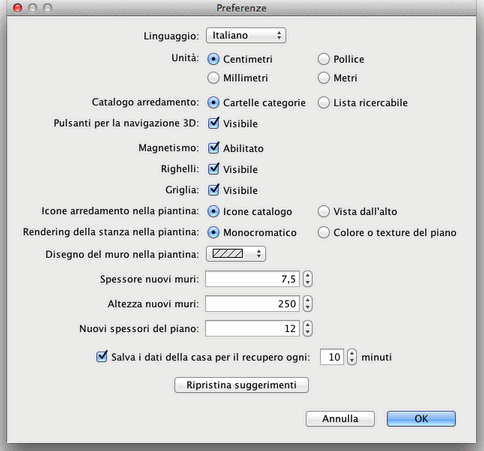 Preferenze
Linguaggio: Italiano
Unità: Centimetri Pollice
Millimetri Metri
Catalogo arredamento: Cartelle categorie Lista ricercabile
Pulsanti per la navigazione 3D: Visibile
Magnetismo: Abilitato
Righelli: Visibile
Griglia: Visibile
Icone arredamento nella piantina: Icone catalogo Vista dall'alto
Rendering della stanza nella piantina: Monocromatico Colore o texture del piano
Disegno del muro nella piantina:
Spessore nuovi muri: 7,5
Altezza nuovi muri: 250
Nuovi spessori del piano: 12
Salva i dati della casa per il recupero ogni: 10 minuti
Ripristina suggerimenti
Annulla OK